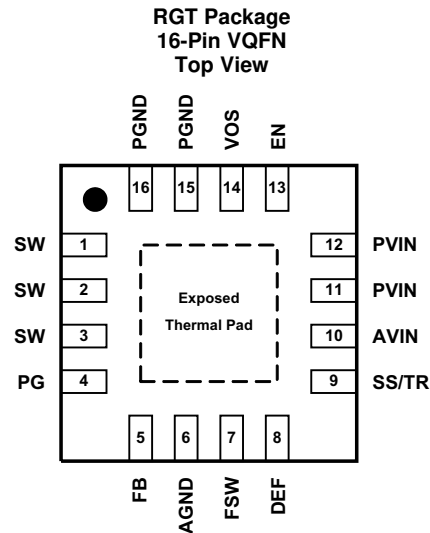 RGT Package
16-Pin VQFN
Top View
PGND
PGND
VOS
EN
16
15
14
13
SW
1
12
PVIN
SW
2
11
PVIN
SW
3
10
AVIN
PG
4
9
SS/TR
Exposed
Thermal Pad
5
6
7
8
FB
AGND
FSW
DEF